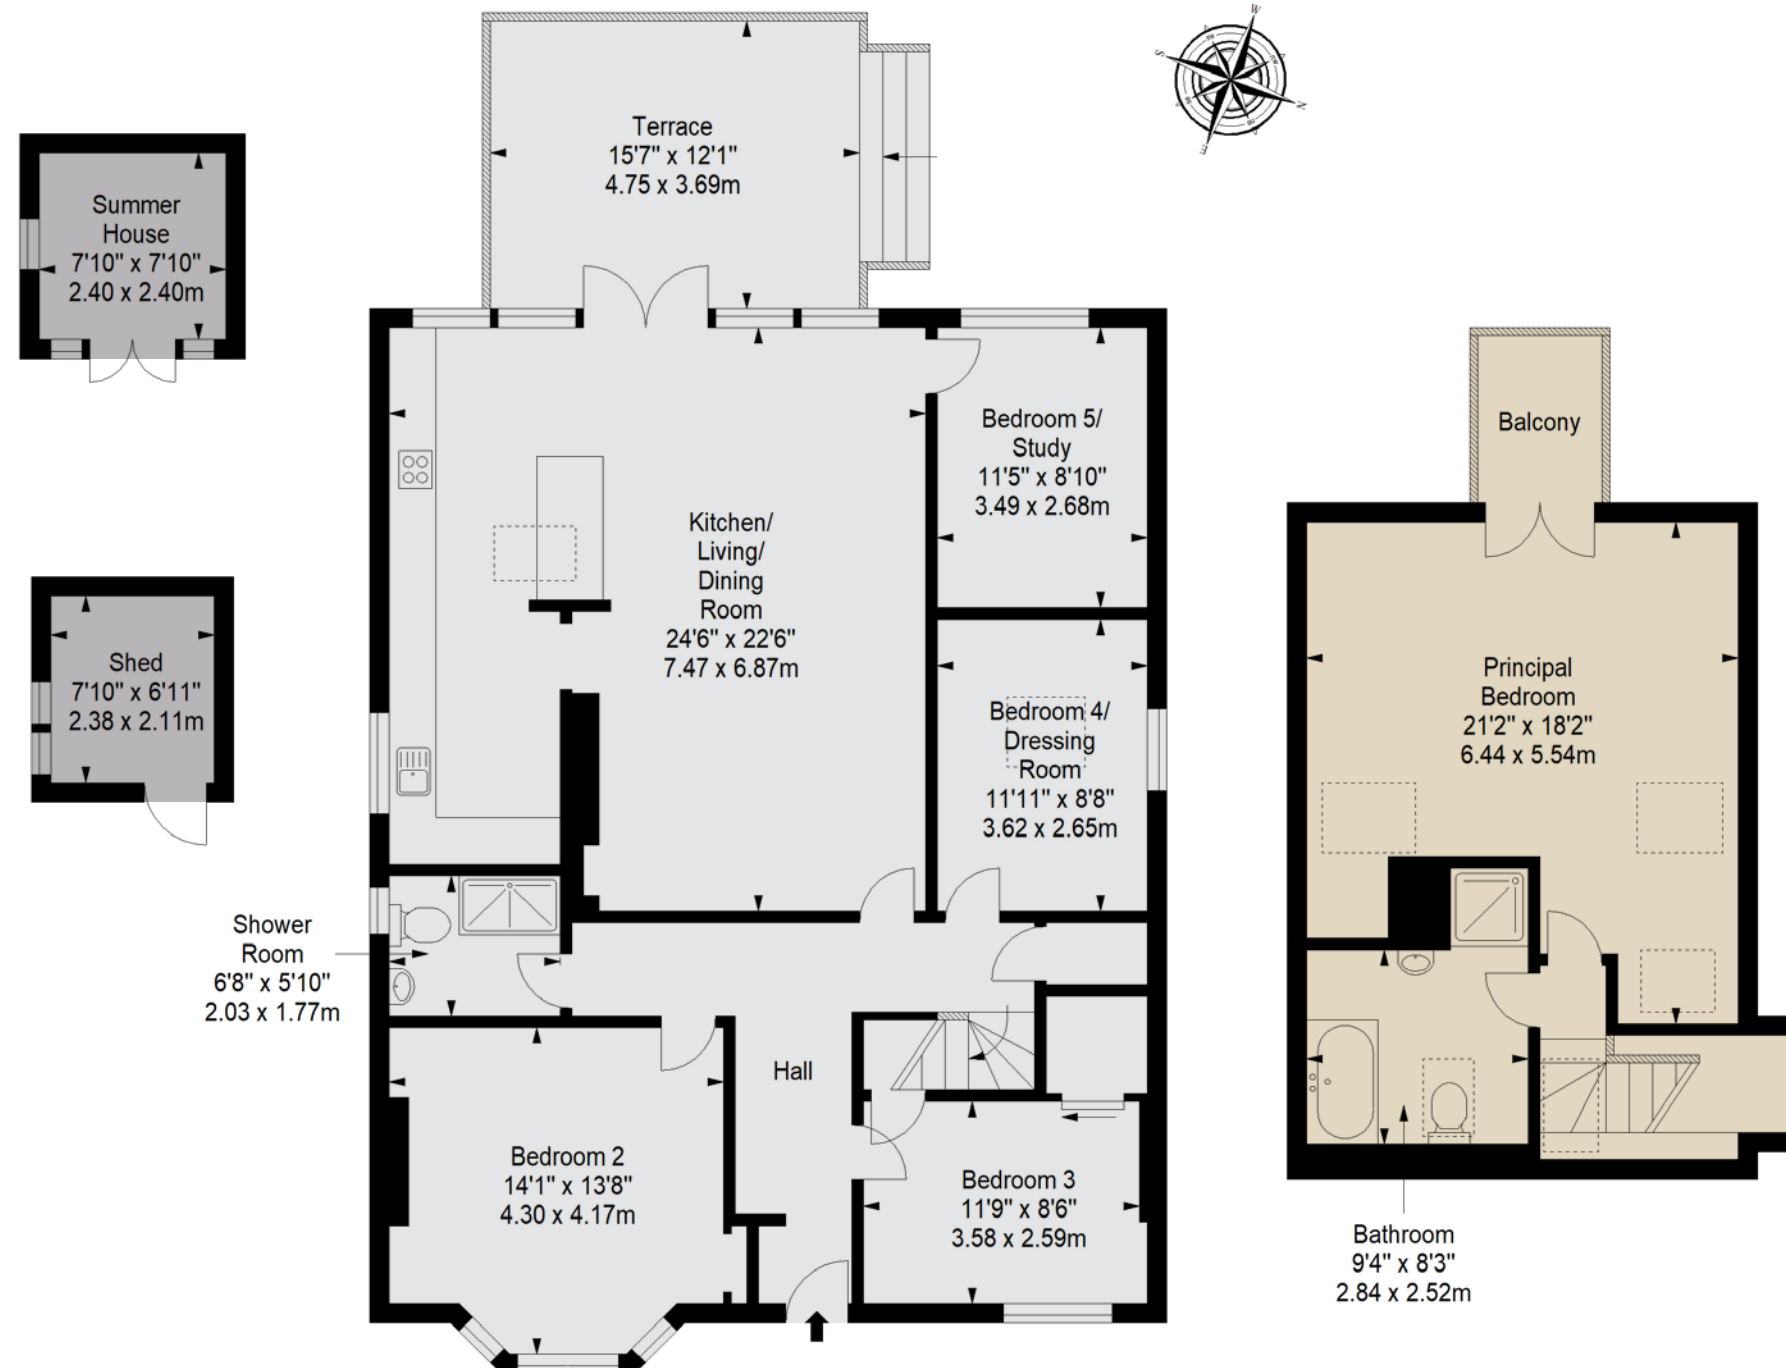 W
S
N
E
Terrace
15'7" x 12'1"
4.75 x 3.69m
Summer
House
7'10" x 7'10"
2.40 x 2.40m
Shed
7'10" x 6'11"
2.38 x 2.11m
Kitchen/
Living/
Dining
Room
24'6" x 22'6"
7.47 x 6.87m
Bedroom 5/
Study
11'5" x 8'10"
3.49 x 2.68m
Bedroom 4/
Dressing
Room
11'11" x 8'8"
3.62 x 2.65m
Shower
Room
6'8" x 5'10"
2.03 x 1.77m
Hall
Bedroom 2
14'1" x 13'8"
4.30 x 4.17m
Bedroom 3
11'9" x 8'6"
3.58 x 2.59m
Balcony
Principal
Bedroom
21'2" x 18'2"
6.44 x 5.54m
Bathroom
9'4" x 8'3"
2.84 x 2.52m